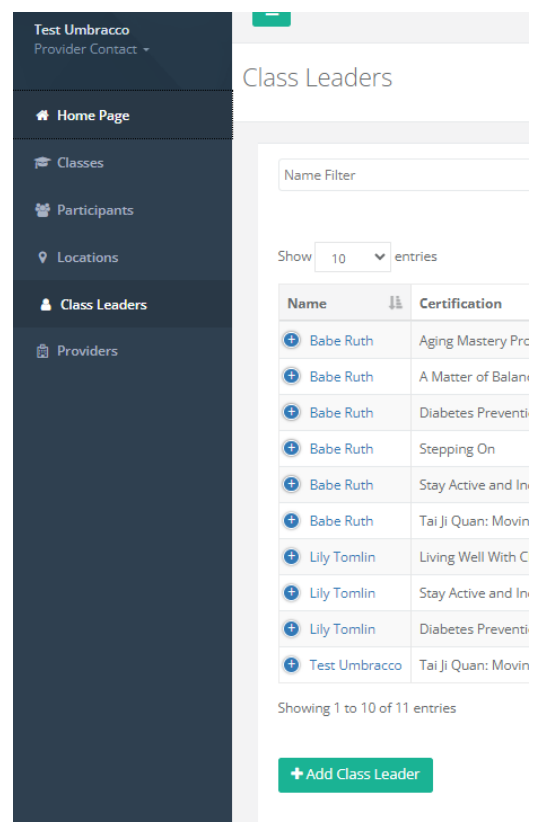 Test Umbracco
Provider Contact
Home Page
Classes
Participants
Locations
Class Leaders
Providers
Class Leaders
Name Filter
Show 10 entries
Name Certification
Babe Ruth Aging Mastery Pro
Babe Ruth A Matter of Balan
Babe Ruth Diabetes Preventi
Babe Ruth Stepping On
Babe Ruth Stay Active and In
Babe Ruth Tai Ji Quan: Movin
Lily Tomlin Living Well With C
Lily Tomlin Stay Active and In
Lily Tomlin Diabetes Preventi
Test Umbracco Tai Ji Quan: Movin
Showing 1 to 10 of 11 entries
Add Class Leader